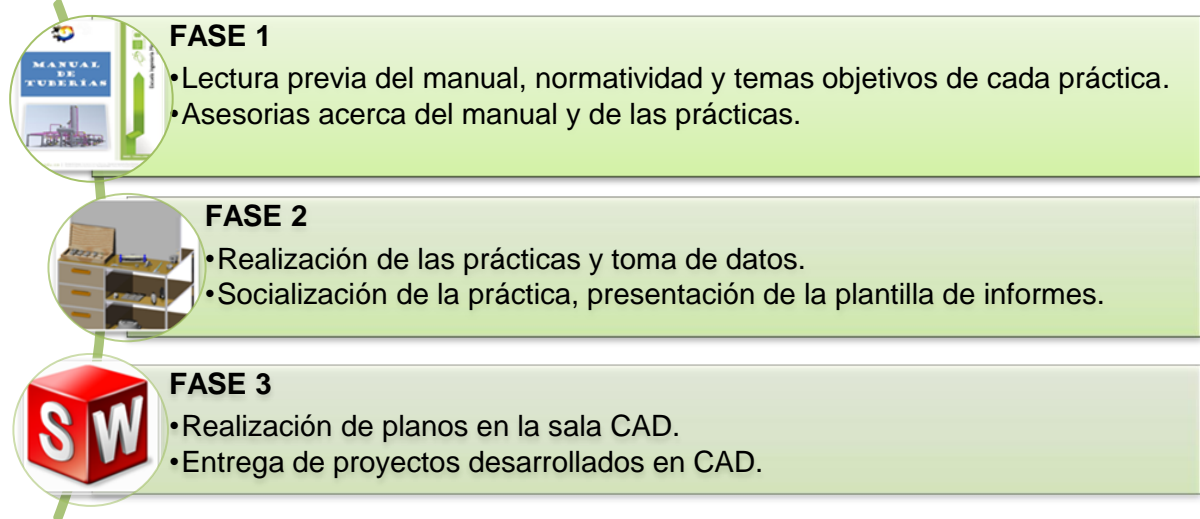 MANUAL
DE
TUBERÍAS
FASE 1
•Lectura previa del manual, normatividad y temas objetivos de cada práctica.
•Asesorias acerca del manual y de las prácticas.
FASE 2
•Realización de las prácticas y toma de datos.
•Socialización de la práctica, presentación de la plantilla de informes.
SW
FASE 3
•Realización de planos en la sala CAD.
•Entrega de proyectos desarrollados en CAD.